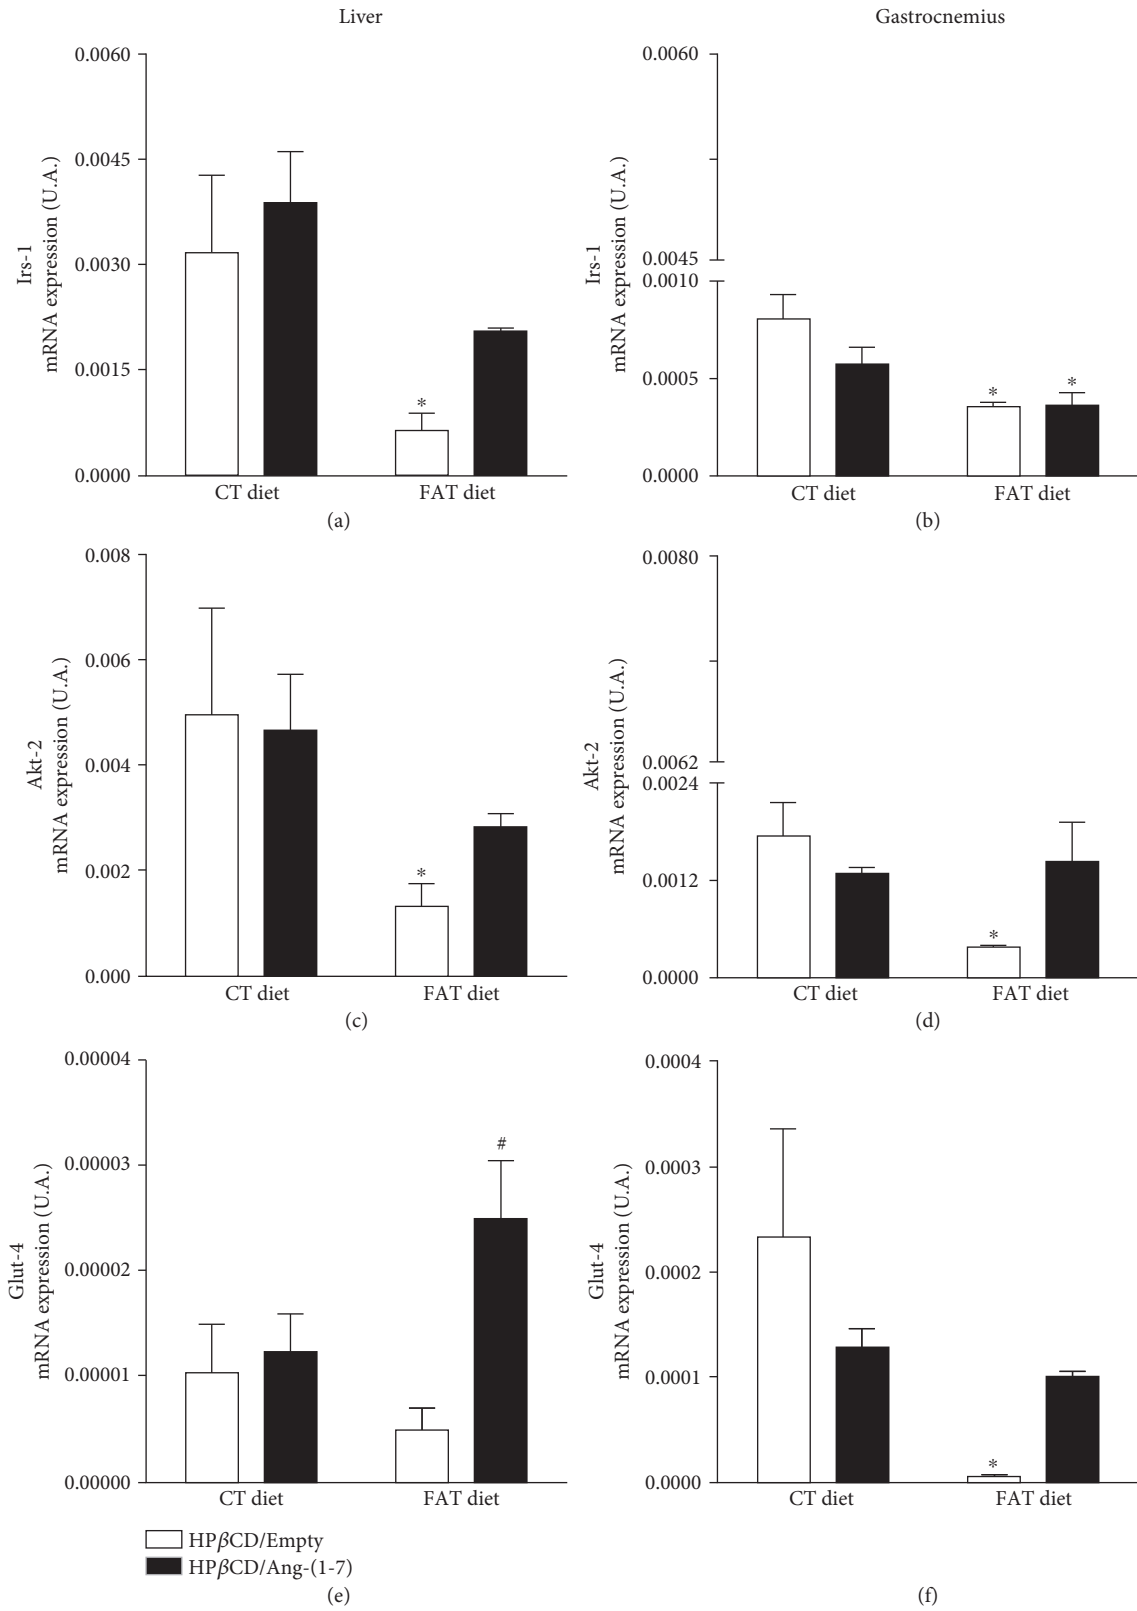 Liver
Gastrocnemius
Irs-1
mRNA expression (U.A.)
0.0060
0.0045
0.0030
0.0015
0.0000
*
CT diet
FAT diet
(a)
Irs-1
mRNA expression (U.A.)
0.0060
0.0045
0.0010
0.0005
0.0000
*
*
CT diet
FAT diet
(b)
Akt-2
mRNA expression (U.A.)
0.008
0.006
0.004
0.002
0.000
*
CT diet
FAT diet
(c)
Akt-2
mRNA expression (U.A.)
0.0080
0.0062
0.0024
0.0012
0.0000
*
CT diet
FAT diet
(d)
Glut-4
mRNA expression (U.A.)
0.00004
0.00003
0.00002
0.00001
0.00000
#
CT diet
FAT diet
HPβCD/Empty
HPβCD/Ang-(1-7)
(e)
Glut-4
mRNA expression (U.A.)
0.0004
0.0003
0.0002
0.0001
0.0000
*
CT diet
FAT diet
(f)